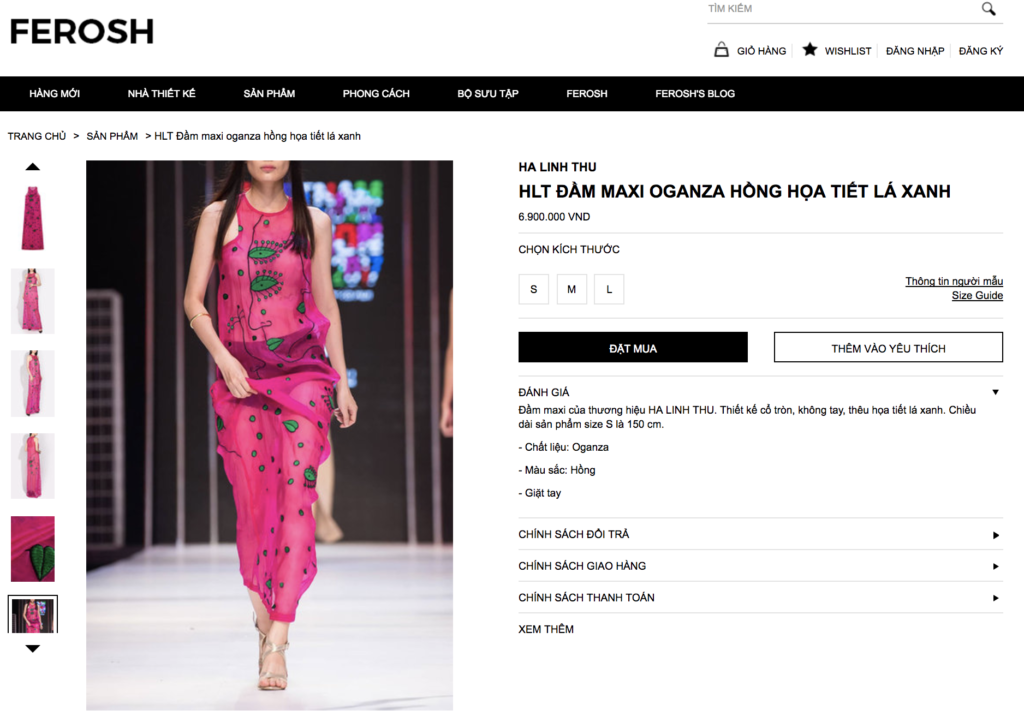 FEROSH
TÌM KIẾM
GIỎ HÀNG
WISHLIST
ĐĂNG NHẬP
ĐĂNG KÝ
HÀNG MỚI
NHÀ THIẾT KẾ
SẢN PHẨM
PHONG CÁCH
BỘ SƯU TẬP
FEROSH
FEROSH'S BLOG
TRANG CHỦ > SẢN PHẨM > HLT Đầm maxi oganza hồng họa tiết lá xanh
HA LINH THU
HLT ĐẦM MAXI OGANZA HỒNG HỌA TIẾT LÁ XANH
6.900.000 VND
CHỌN KÍCH THƯỚC
S
M
L
Thông tin người mẫu
Size Guide
ĐẶT MUA
THÊM VÀO YÊU THÍCH
ĐÁNH GIÁ
Đầm maxi của thương hiệu HA LINH THU. Thiết kế cổ tròn, không tay, thêu họa tiết lá xanh. Chiều
dài sản phẩm size S là 150 cm.
- Chất liệu: Oganza
- Màu sắc: Hồng
- Giặt tay
CHÍNH SÁCH ĐỔI TRẢ
CHÍNH SÁCH GIAO HÀNG
CHÍNH SÁCH THANH TOÁN
XEM THÊM